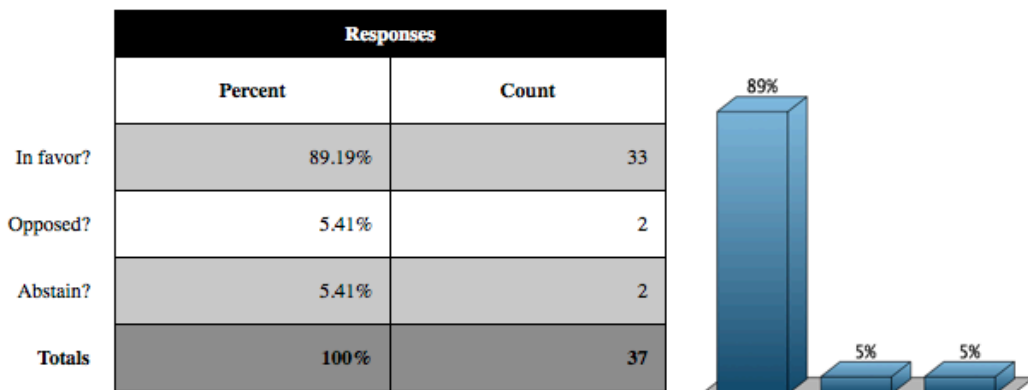 Responses
Percent Count
In favor? 89.19% 33
Opposed? 5.41% 2
Abstain? 5.41% 2
Totals 100% 37
89%
5% 5%